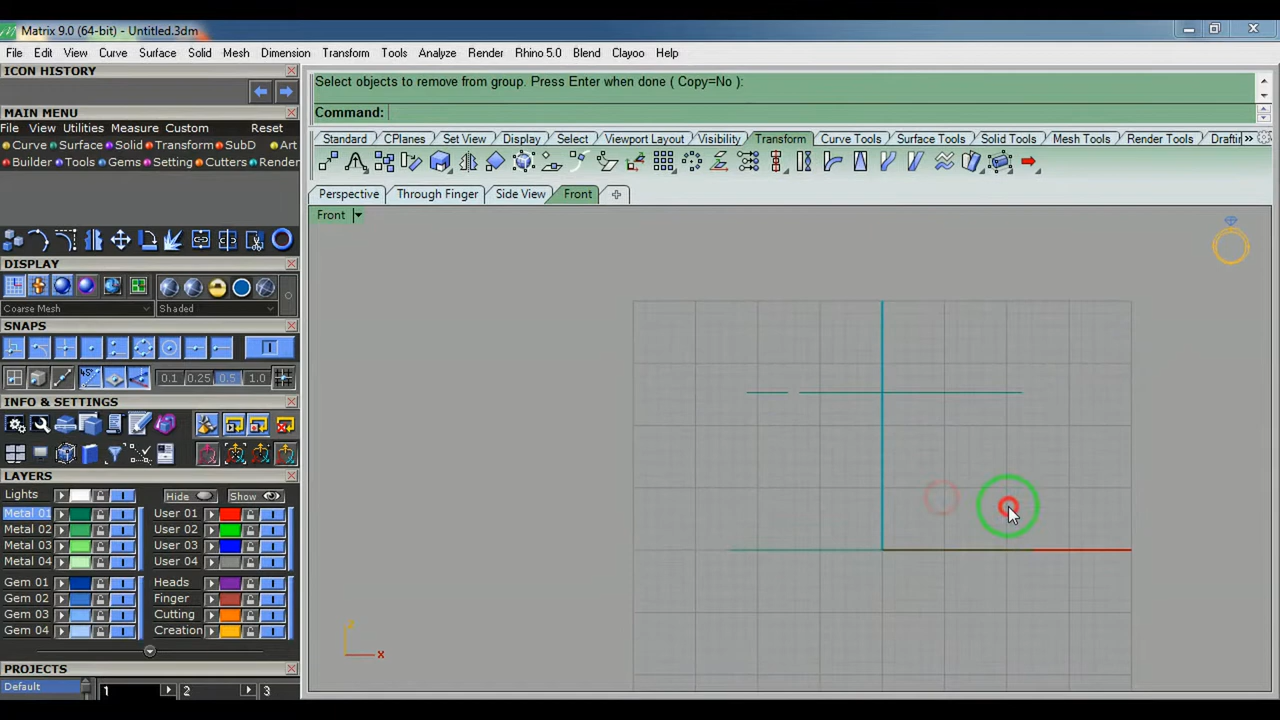 Matrix 9.0 (64-bit) - Untitled.3dm
File Edit View Curve Surface Solid Mesh Dimension Transform Tools Analyze Render Rhino 5.0 Blend Clayoo Help
ICON HISTORY
Select objects to remove from group. Press Enter when done ( Copy=No ):
MAIN MENU
Command:
File View Utilities Measure Custom Reset
Curve Surface Solid Transform SubD Art
Builder Tools Gems Setting Cutters Render
Standard CPlanes Set View Display Select Viewport Layout Visibility Transform Curve Tools Surface Tools Solid Tools Mesh Tools Render Tools Draftin
Perspective Through Finger Side View Front
Front
DISPLAY
Coarse Mesh Shaded
SNAPS
45° 0.1 0.25 0.5 1.0
INFO & SETTINGS
LAYERS
Lights Hide Show
Metal 01 User 01
Metal 02 User 02
Metal 03 User 03
Metal 04 User 04
Gem 01 Heads
Gem 02 Finger
Gem 03 Cutting
Gem 04 Creation
PROJECTS
Default 1 2 3
y
x